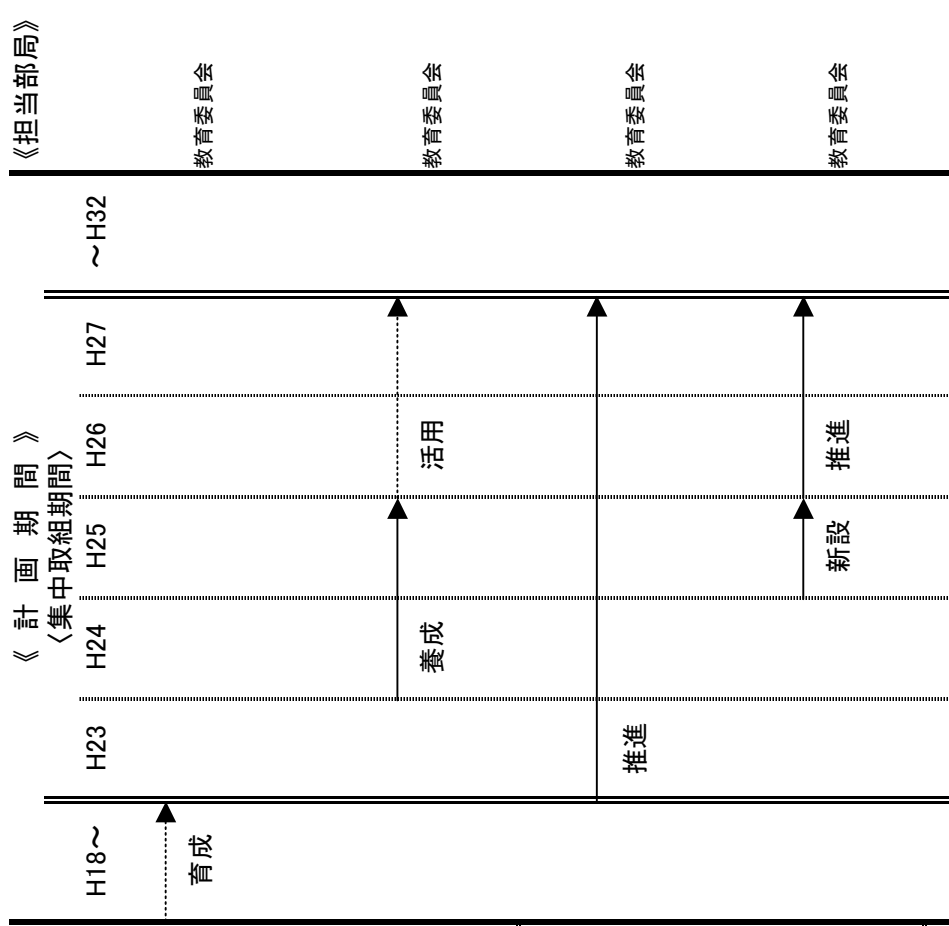 《計画期間》
〈集中取組期間〉
《担当部局》
H18～
H23
H24
H25
H26
H27
～H32
育成
教育委員会
養成
活用
教育委員会
推進
教育委員会
新設
推進
教育委員会